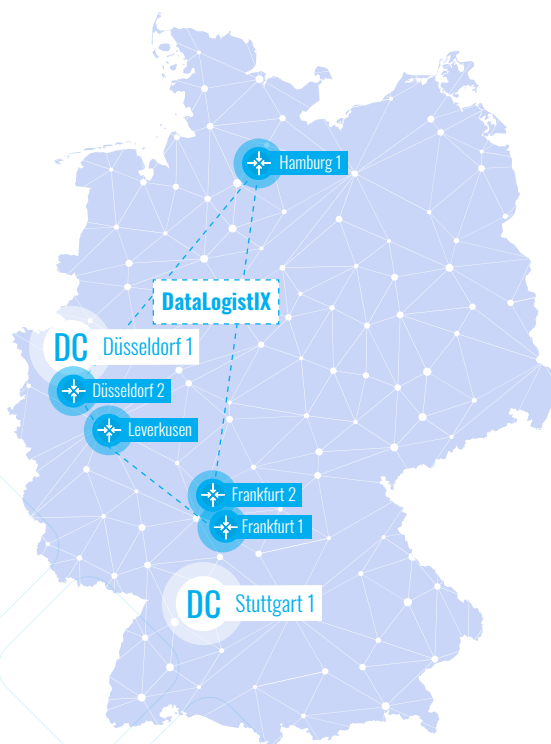 Hamburg 1
DataLogistIX
DC Düsseldorf 1
Düsseldorf 2
Leverkusen
Frankfurt 2
Frankfurt 1
DC Stuttgart 1